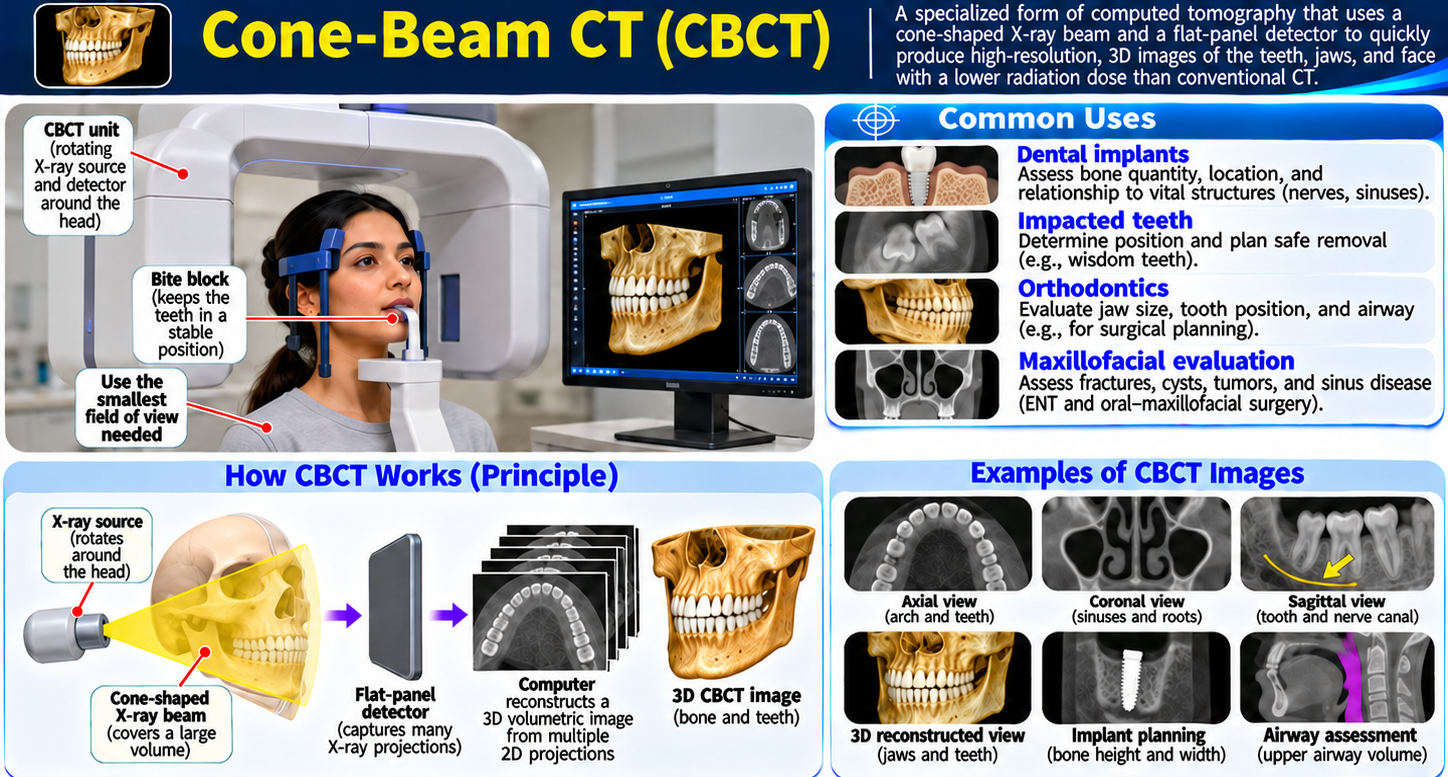 Cone-Beam CT (CBCT)
A specialized form of computed tomography that uses a
cone-shaped X-ray beam and a flat-panel detector to quickly
produce high-resolution, 3D images of the teeth, jaws, and face
with a lower radiation dose than conventional CT.
CBCT unit
(rotating
X-ray source
and detector
around the
head)
Bite block
(keeps the
teeth in a
stable
position)
Use the
smallest
field of view
needed
Common Uses
Dental implants
Assess bone quantity, location, and
relationship to vital structures (nerves, sinuses).
Impacted teeth
Determine position and plan safe removal
(e.g., wisdom teeth).
Orthodontics
Evaluate jaw size, tooth position, and airway
(e.g., for surgical planning).
Maxillofacial evaluation
Assess fractures, cysts, tumors, and sinus disease
(ENT and oral–maxillofacial surgery).
How CBCT Works (Principle)
X-ray source
(rotates
around
the head)
Cone-shaped
X-ray beam
(covers a large
volume)
Flat-panel
detector
(captures many
X-ray projections)
Computer
reconstructs a
3D volumetric image
from multiple
2D projections
3D CBCT image
(bone and teeth)
Examples of CBCT Images
Axial view
(arch and teeth)
Coronal view
(sinuses and roots)
Sagittal view
(tooth and nerve canal)
3D reconstructed view
(jaws and teeth)
Implant planning
(bone height and width)
Airway assessment
(upper airway volume)